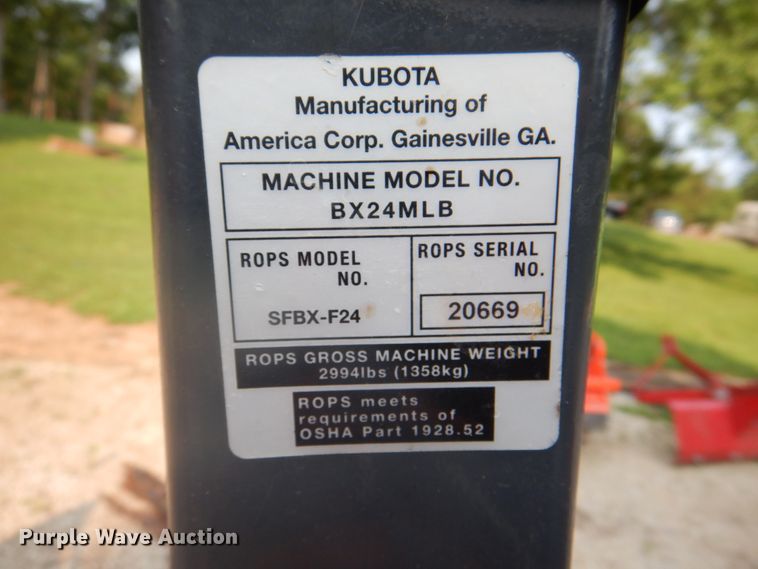 KUBOTA
Manufacturing of
America Corp. Gainesville GA.
MACHINE MODEL NO.
BX24MLB
ROPS MODEL
NO.
SFBX-F24
ROPS SERIAL
NO.
20669
ROPS GROSS MACHINE WEIGHT
2994lbs (1358kg)
ROPS meets
requirements of
OSHA Part 1928.52
Purple Wave Auction